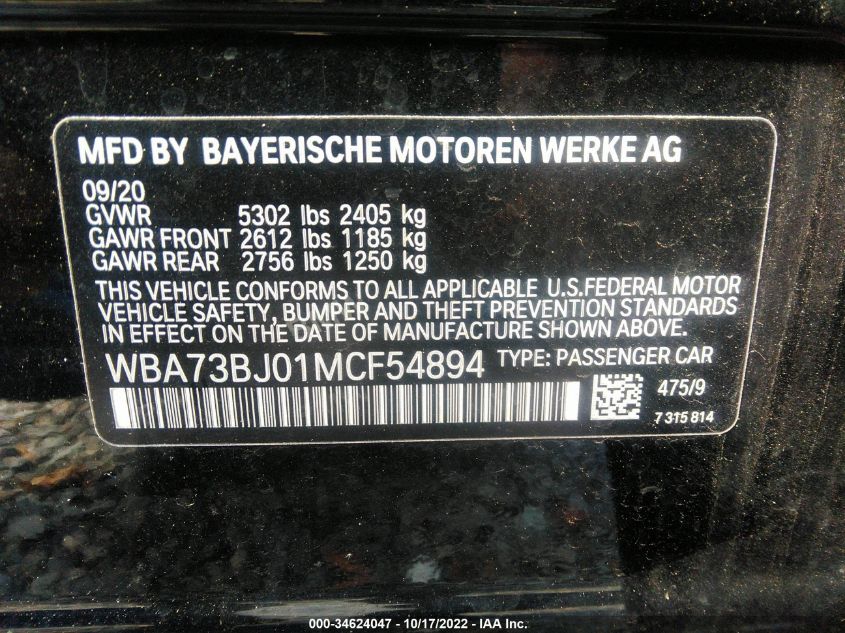 MFD BY BAYERISCHE MOTOREN WERKE AG
09/20
GVWR 5302 lbs 2405 kg
GAWR FRONT 2612 lbs 1185 kg
GAWR REAR 2756 lbs 1250 kg
THIS VEHICLE CONFORMS TO ALL APPLICABLE U.S.FEDERAL MOTOR
VEHICLE SAFETY, BUMPER AND THEFT PREVENTION STANDARDS
IN EFFECT ON THE DATE OF MANUFACTURE SHOWN ABOVE.
WBA73BJ01MCF54894 TYPE: PASSENGER CAR
475/9
7 315 814
000-34624047 - 10/17/2022 - IAA Inc.